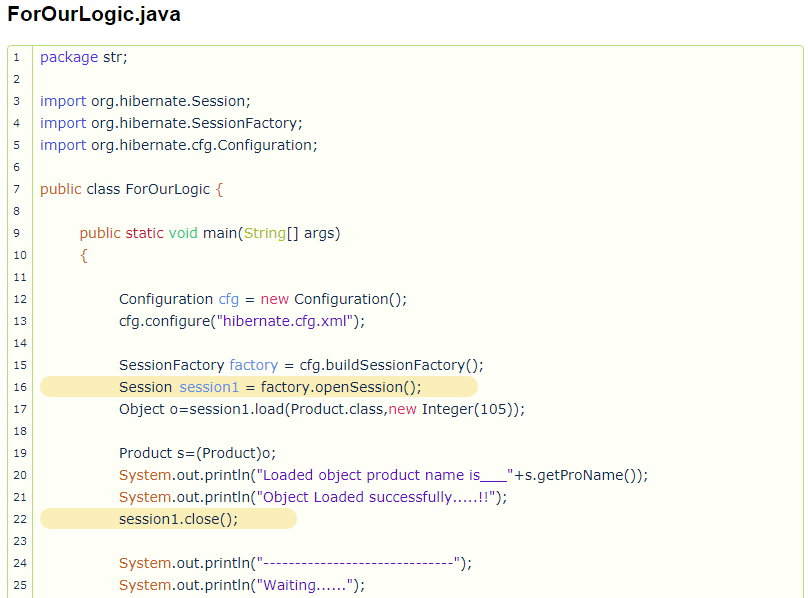 ForOurLogic.java
1 package str;
2
3 import org.hibernate.Session;
4 import org.hibernate.SessionFactory;
5 import org.hibernate.cfg.Configuration;
6
7 public class ForOurLogic {
8
9 public static void main(String[] args)
10 {
11
12 Configuration cfg = new Configuration();
13 cfg.configure("hibernate.cfg.xml");
14
15 SessionFactory factory = cfg.buildSessionFactory();
16 Session session1 = factory.openSession();
17 Object o=session1.load(Product.class,new Integer(105));
18
19 Product s=(Product)o;
20 System.out.println("Loaded object product name is___"+s.getProName());
21 System.out.println("Object Loaded successfully.....!!");
22 session1.close();
23
24 System.out.println("------------------------------");
25 System.out.println("Waiting......");